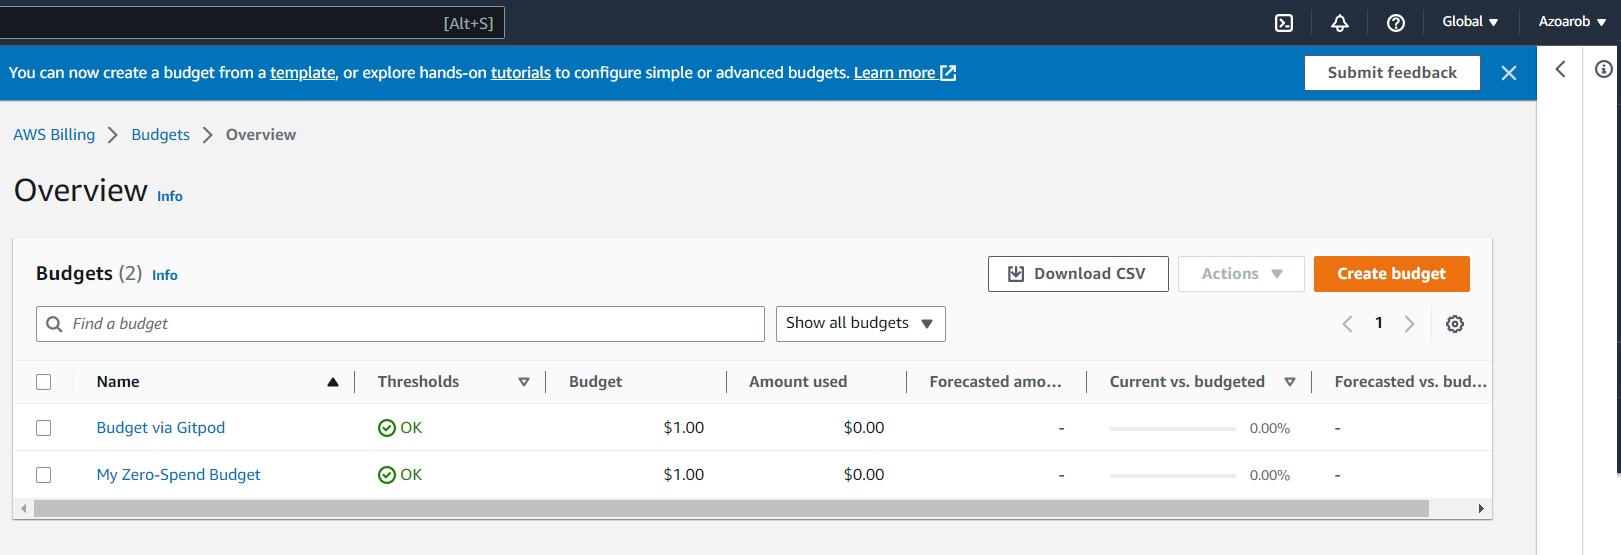 [Alt+S] Global Azoarob
You can now create a budget from a template, or explore hands-on tutorials to configure simple or advanced budgets. Learn more Submit feedback
AWS Billing Budgets Overview
Overview Info
Budgets (2) Info Download CSV Actions Create budget
Find a budget Show all budgets 1
Name Thresholds Budget Amount used Forecasted amo... Current vs. budgeted Forecasted vs. bud...
Budget via Gitpod OK $1.00 $0.00 - 0.00% -
My Zero-Spend Budget OK $1.00 $0.00 - 0.00% -